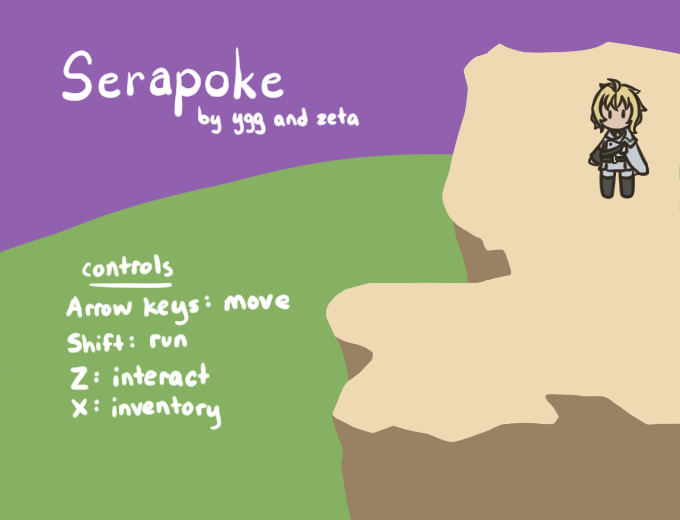 Serapoke
by ygg and zeta
controls
Arrow keys: move
Shift: run
Z: interact
X: inventory